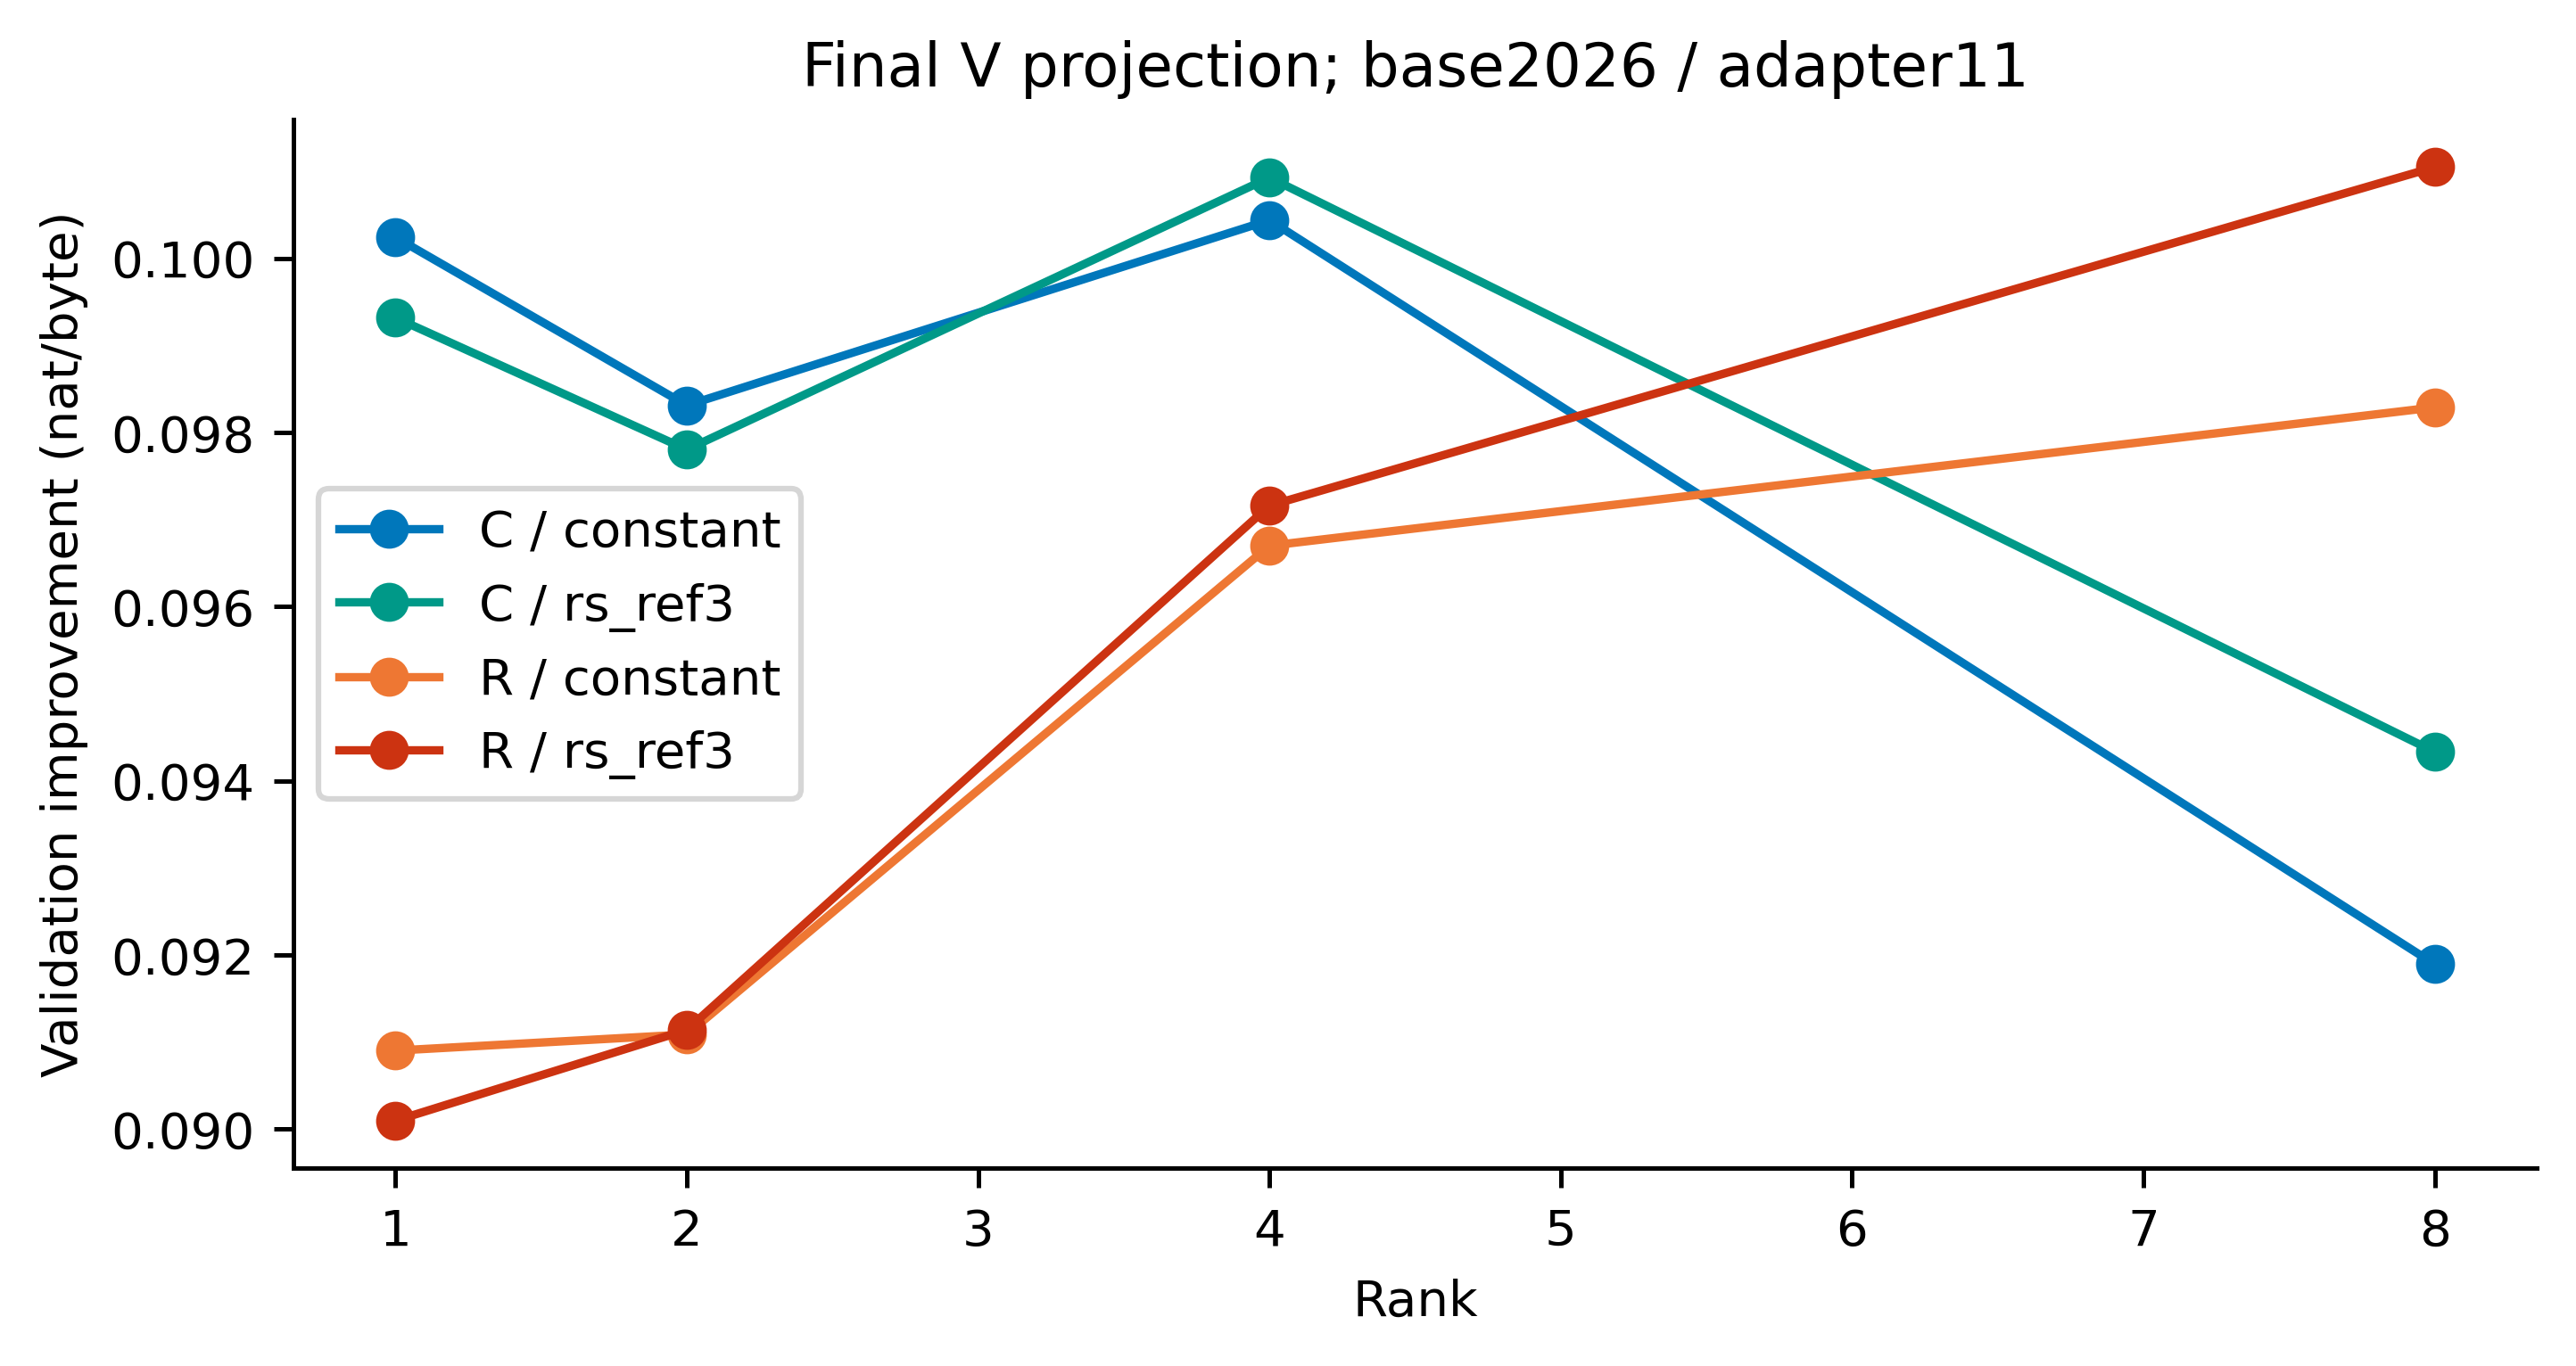 Final V projection; base2026 / adapter11
Validation improvement (nat/byte)
0.100
0.098
0.096
0.094
0.092
0.090
C / constant
C / rs_ref3
R / constant
R / rs_ref3
1 2 3 4 5 6 7 8
Rank